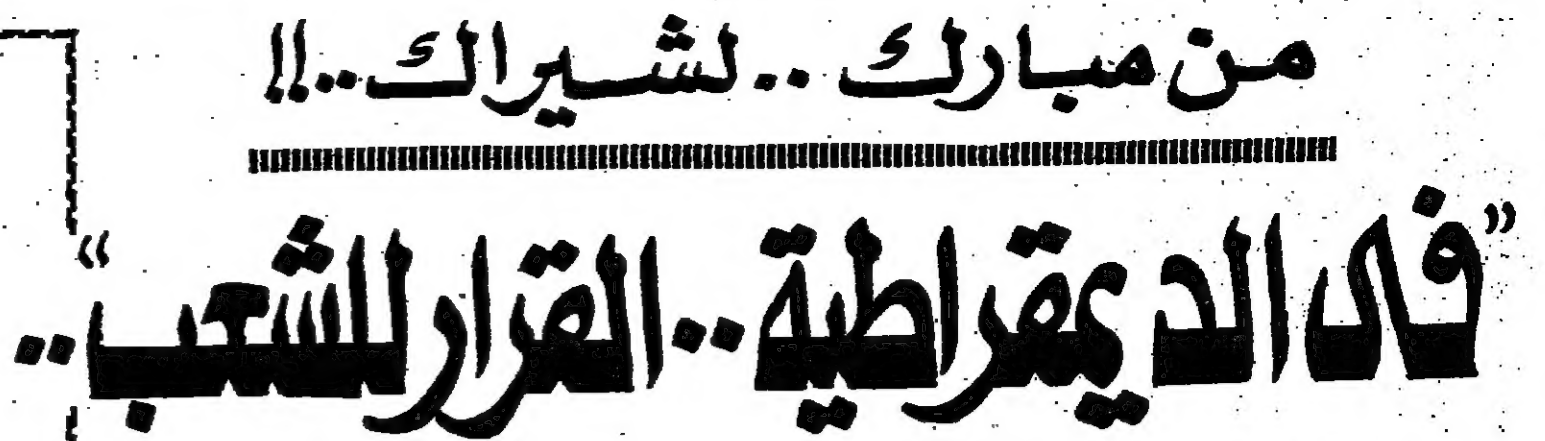 من مبارك .. لشيراك ..!!
"فى الديمقراطية .. القرار للشعب" ..